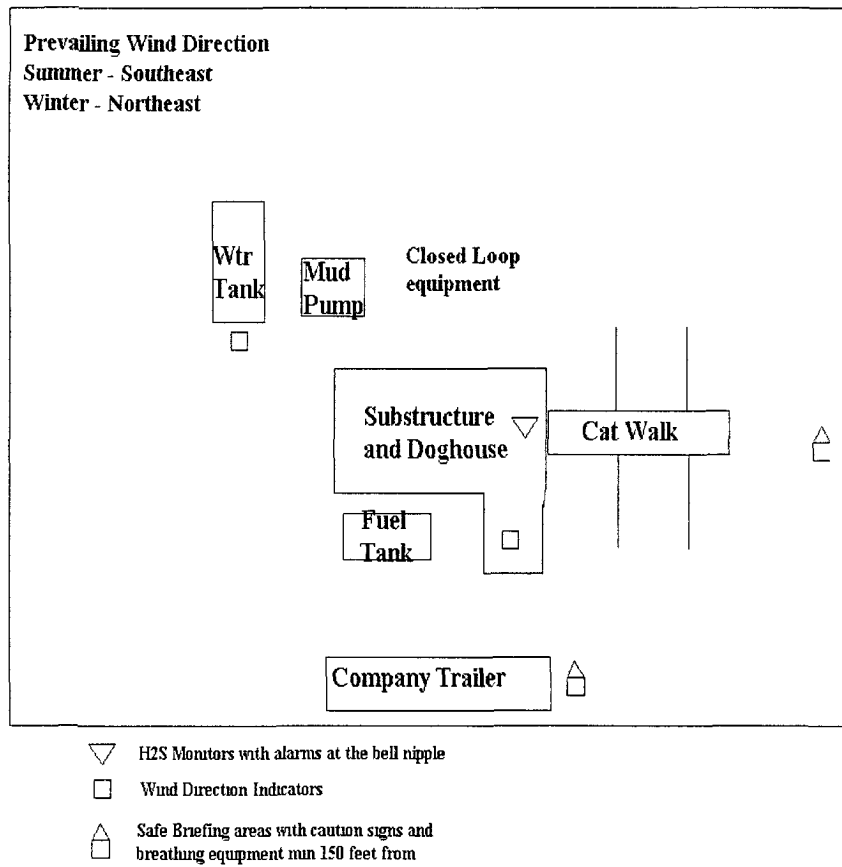 Prevailing Wind Direction
Summer - Southeast
Winter - Northeast
Wtr
Tank
Mud
Pump
Closed Loop
equipment
Substructure
and Doghouse
Cat Walk
Fuel
Tank
Company Trailer
H2S Monitors with alarms at the bell nipple
Wind Direction Indicators
Safe Briefing areas with caution signs and
breathing equipment min 150 feet from